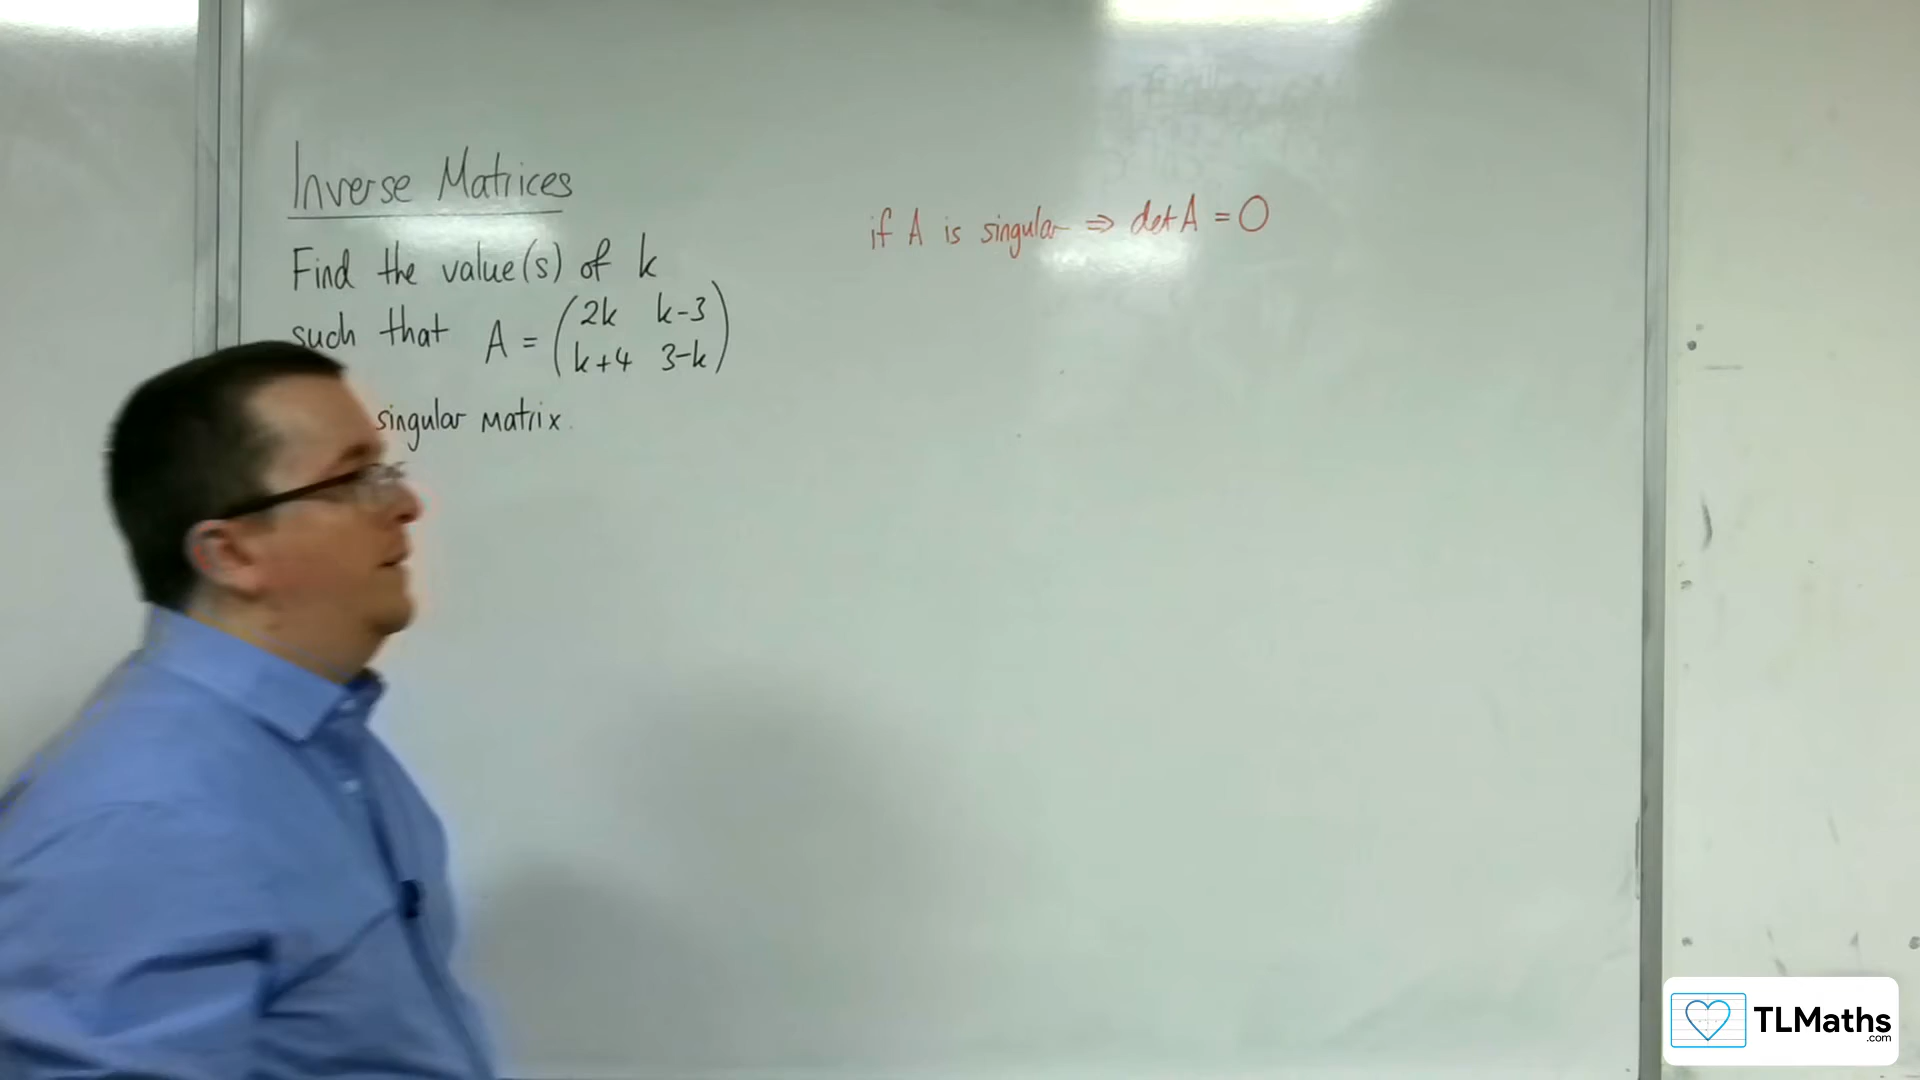 Inverse Matrices
Find the value(s) of k
such that A = (2k k-3
k+4 3-k)
singular matrix.
if A is singular ⇒ det A = 0
TLMaths
.com